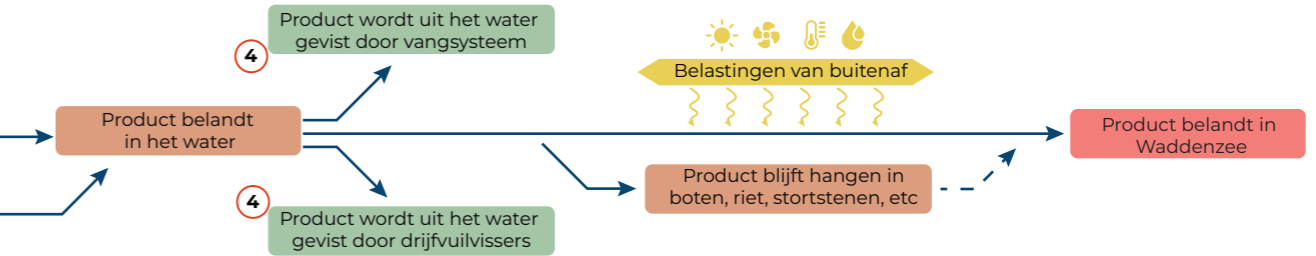 Product wordt uit het water
gevist door vangsysteem
4
Belastingen van buitenaf
Product belandt
in het water
Product belandt in
Waddenzee
Product blijft hangen in
boten, riet, stortstenen, etc
4
Product wordt uit het water
gevist door drijfvuilvissers